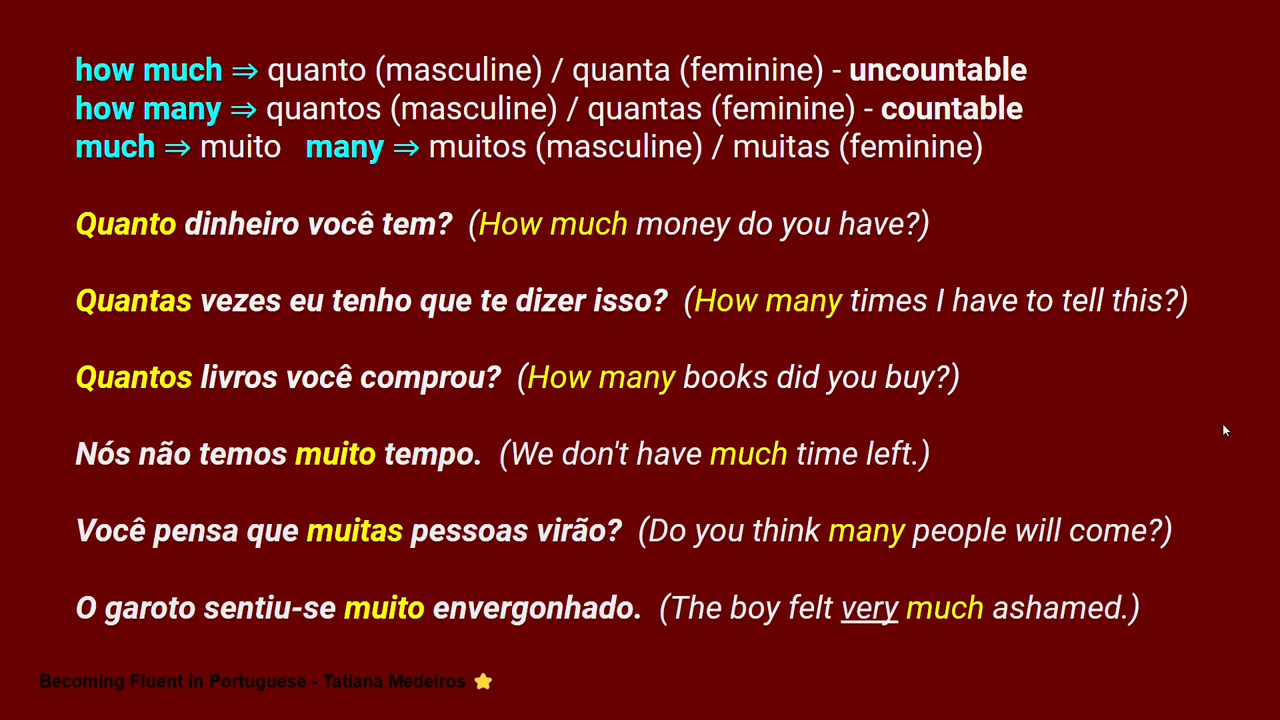 how much ⇒ quanto (masculine) / quanta (feminine) - uncountable
how many ⇒ quantos (masculine) / quantas (feminine) - countable
much ⇒ muito many ⇒ muitos (masculine) / muitas (feminine)
Quanto dinheiro você tem? (How much money do you have?)
Quantas vezes eu tenho que te dizer isso? (How many times I have to tell this?)
Quantos livros você comprou? (How many books did you buy?)
Nós não temos muito tempo. (We don't have much time left.)
Você pensa que muitas pessoas virão? (Do you think many people will come?)
O garoto sentiu-se muito envergonhado. (The boy felt very much ashamed.)
Becoming Fluent in Portuguese - Tatiana Medeiros